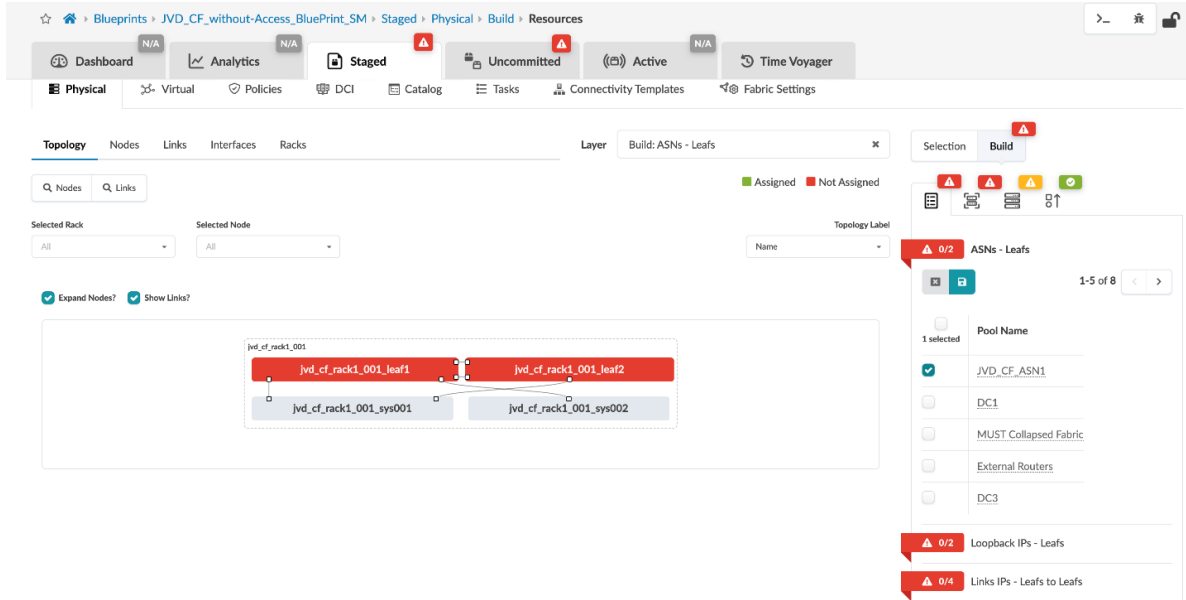 Blueprints JVD_CF_without-Access_BluePrint_SM Staged Physical Build Resources
N/A N/A N/A
Dashboard Analytics Staged Uncommitted Active Time Voyager
Physical Virtual Policies DCI Catalog Tasks Connectivity Templates Fabric Settings
Topology Nodes Links Interfaces Racks Layer Build: ASNs - Leafs
Selection Build
Nodes Links
Assigned Not Assigned
Selected Rack Selected Node Topology Label
All All Name
0/2 ASNs - Leafs
1-5 of 8
Expand Nodes? Show Links?
1 selected Pool Name
jvd_cf_rack1_001
jvd_cf_rack1_001_leaf1 jvd_cf_rack1_001_leaf2
jvd_cf_rack1_001_sys001 jvd_cf_rack1_001_sys002
JVD_CF_ASN1
DC1
MUST Collapsed Fabric
External Routers
DC3
0/2 Loopback IPs - Leafs
0/4 Links IPs - Leafs to Leafs